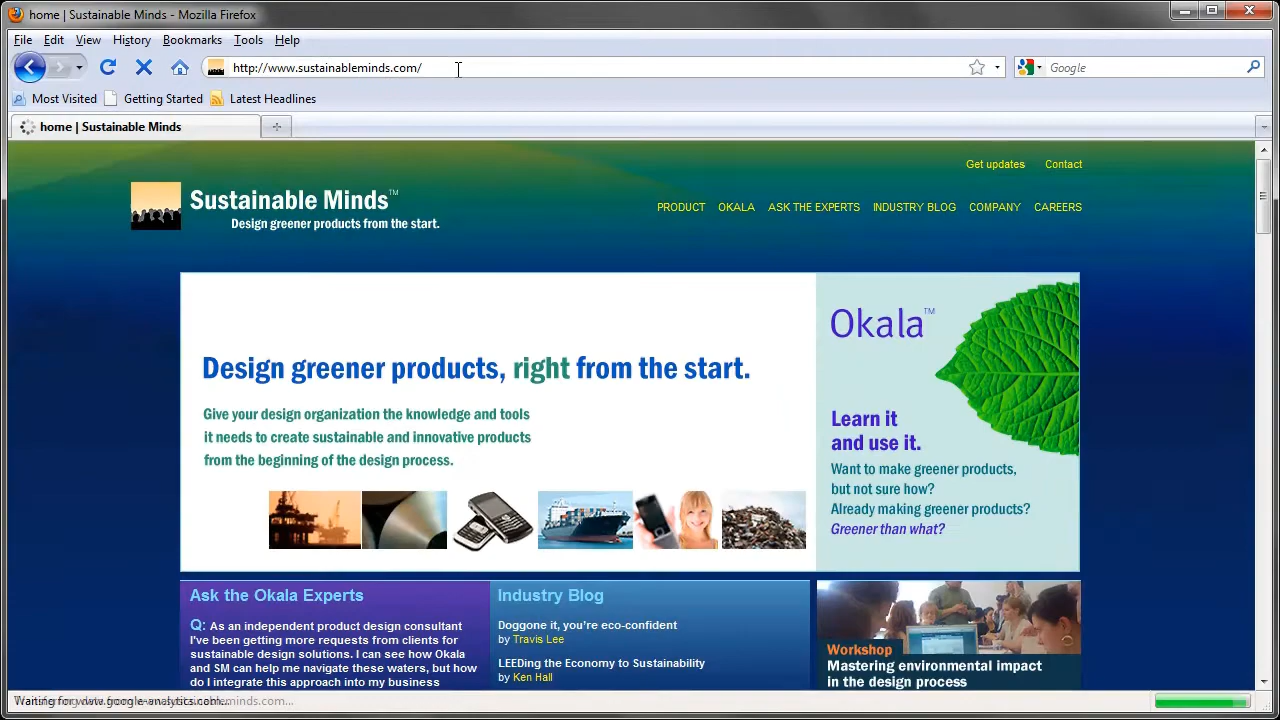 home | Sustainable Minds - Mozilla Firefox
File Edit View History Bookmarks Tools Help
http://www.sustainableminds.com/
Google
Most Visited Getting Started Latest Headlines
home | Sustainable Minds
Get updates Contact
Sustainable Minds™
Design greener products from the start.
PRODUCT OKALA ASK THE EXPERTS INDUSTRY BLOG COMPANY CAREERS
Design greener products, right from the start.
Give your design organization the knowledge and tools
it needs to create sustainable and innovative products
from the beginning of the design process.
Okala™
Learn it
and use it.
Want to make greener products,
but not sure how?
Already making greener products?
Greener than what?
Ask the Okala Experts
Q: As an independent product design consultant
I've been getting more requests from clients for
sustainable design solutions. I can see how Okala
and SM can help me navigate these waters, but how
do I integrate this approach into my business
Industry Blog
Doggone it, you're eco-confident
by Travis Lee
LEEDing the Economy to Sustainability
by Ken Hall
Workshop
Mastering environmental impact
in the design process